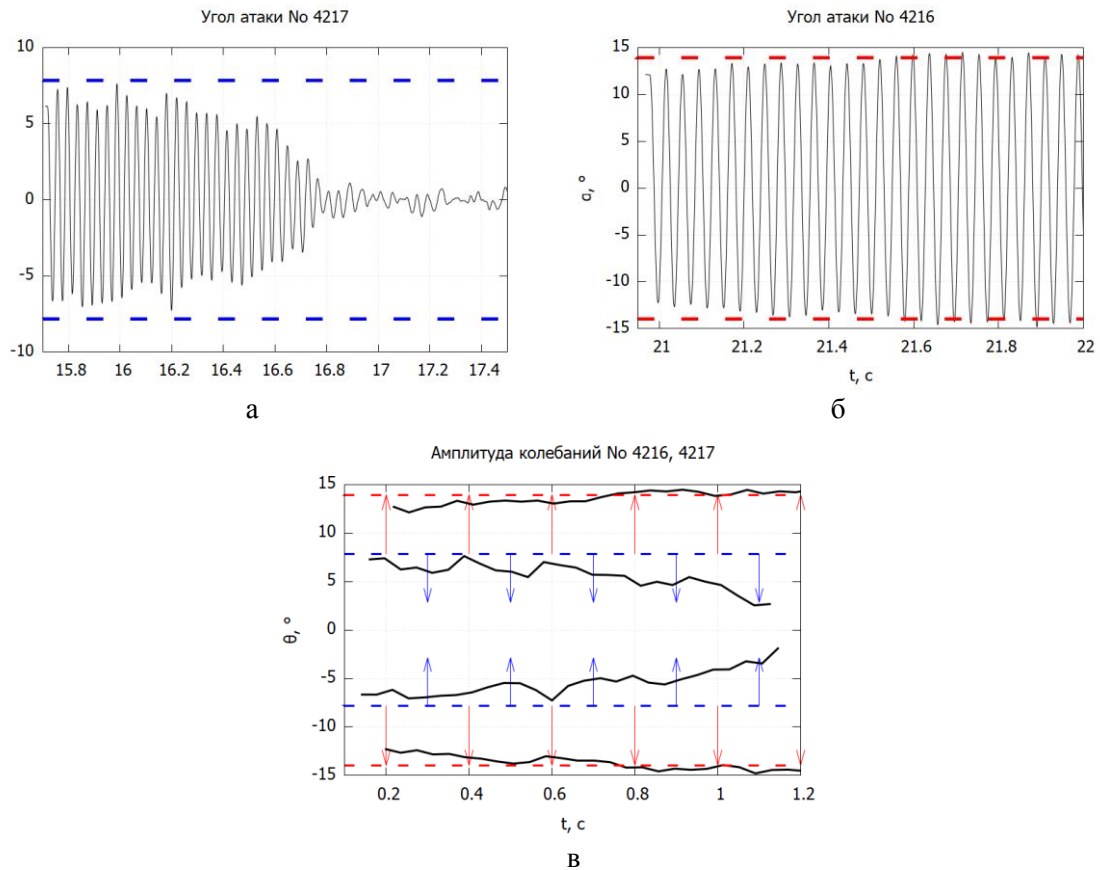 Угол атаки No 4217
10
5
0
-5
-10
15.8 16 16.2 16.4 16.6 16.8 17 17.2 17.4
а
Угол атаки No 4216
α, °
15
10
5
0
-5
-10
-15
21 21.2 21.4 21.6 21.8 22
t, с
б
Амплитуда колебаний No 4216, 4217
θ, °
15
10
5
0
-5
-10
-15
0.2 0.4 0.6 0.8 1 1.2
t, с
в